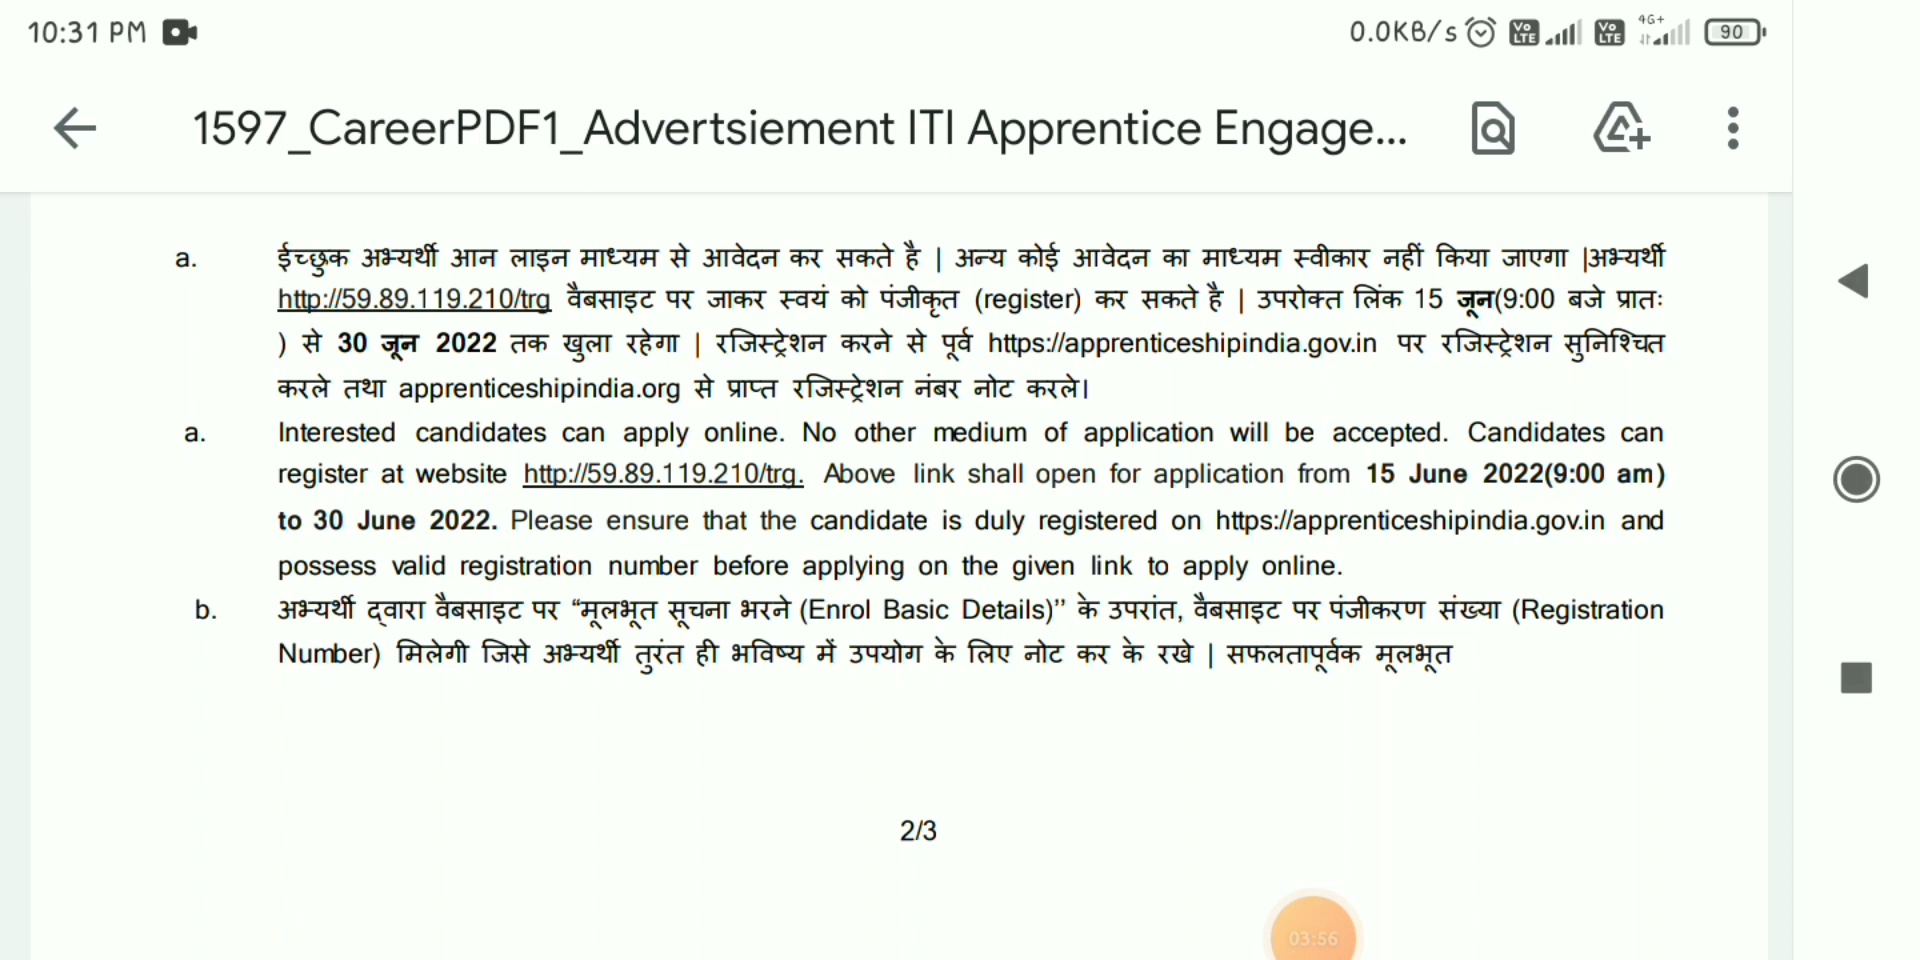 10:31 PM 0.0KB/s Vo LTE Vo LTE 4G+ 90
1597_CareerPDF1_Advertsiement ITI Apprentice Engage...
a. ईच्छुक अभ्यर्थी आन लाइन माध्यम से आवेदन कर सकते है | अन्य कोई आवेदन का माध्यम स्वीकार नहीं किया जाएगा |अभ्यर्थी
http://59.89.119.210/trg वैबसाइट पर जाकर स्वयं को पंजीकृत (register) कर सकते है | उपरोक्त लिंक 15 जून(9:00 बजे प्रातः
) से 30 जून 2022 तक खुला रहेगा | रजिस्ट्रेशन करने से पूर्व https://apprenticeshipindia.gov.in पर रजिस्ट्रेशन सुनिश्चित
करले तथा apprenticeshipindia.org से प्राप्त रजिस्ट्रेशन नंबर नोट करले।
a. Interested candidates can apply online. No other medium of application will be accepted. Candidates can
register at website http://59.89.119.210/trg. Above link shall open for application from 15 June 2022(9:00 am)
to 30 June 2022. Please ensure that the candidate is duly registered on https://apprenticeshipindia.gov.in and
possess valid registration number before applying on the given link to apply online.
b. अभ्यर्थी द्वारा वैबसाइट पर “मूलभूत सूचना भरने (Enrol Basic Details)’’ के उपरांत, वैबसाइट पर पंजीकरण संख्या (Registration
Number) मिलेगी जिसे अभ्यर्थी तुरंत ही भविष्य में उपयोग के लिए नोट कर के रखे | सफलतापूर्वक मूलभूत
2/3
03:56